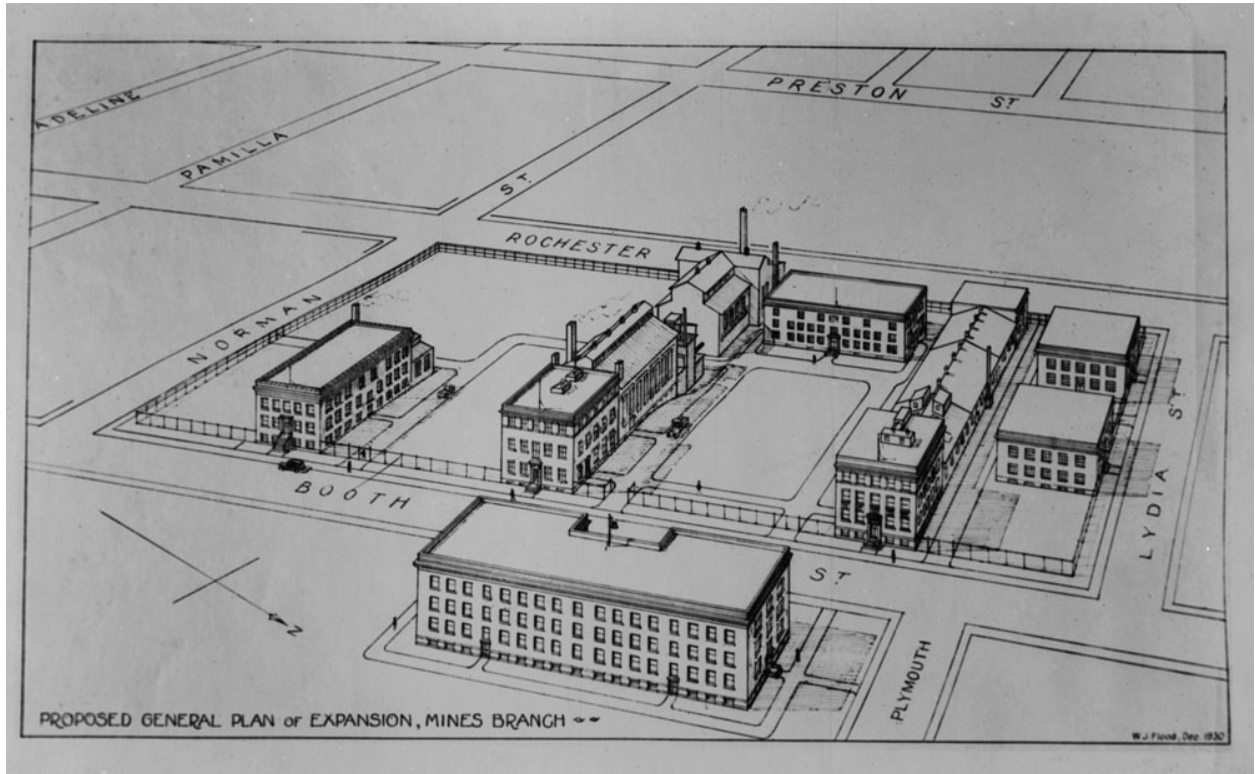 PRESTON ST.
ADELINE
PAMILLA
ST.
ROCHESTER
NORMAN
BOOTH
ST.
LYDIA ST.
PLYMOUTH
N
PROPOSED GENERAL PLAN OF EXPANSION, MINES BRANCH
W.J. Flood, Dec. 1930